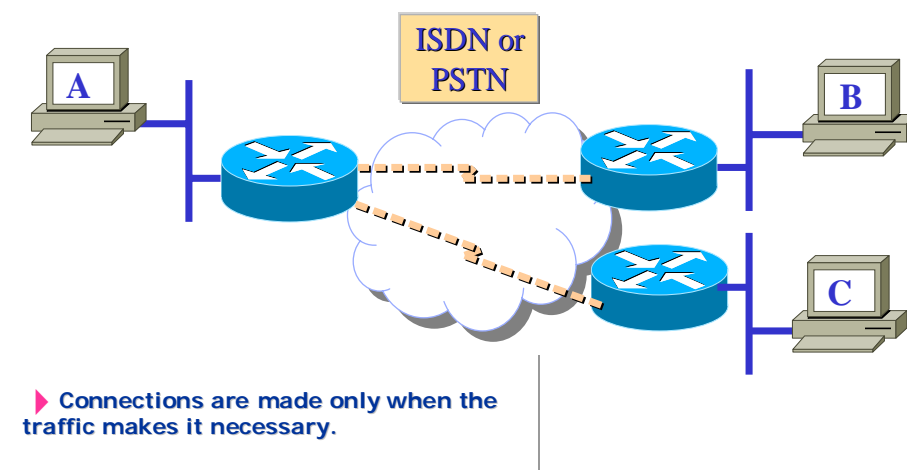 ISDN or
PSTN
A
B
C
Connections are made only when the
traffic makes it necessary.